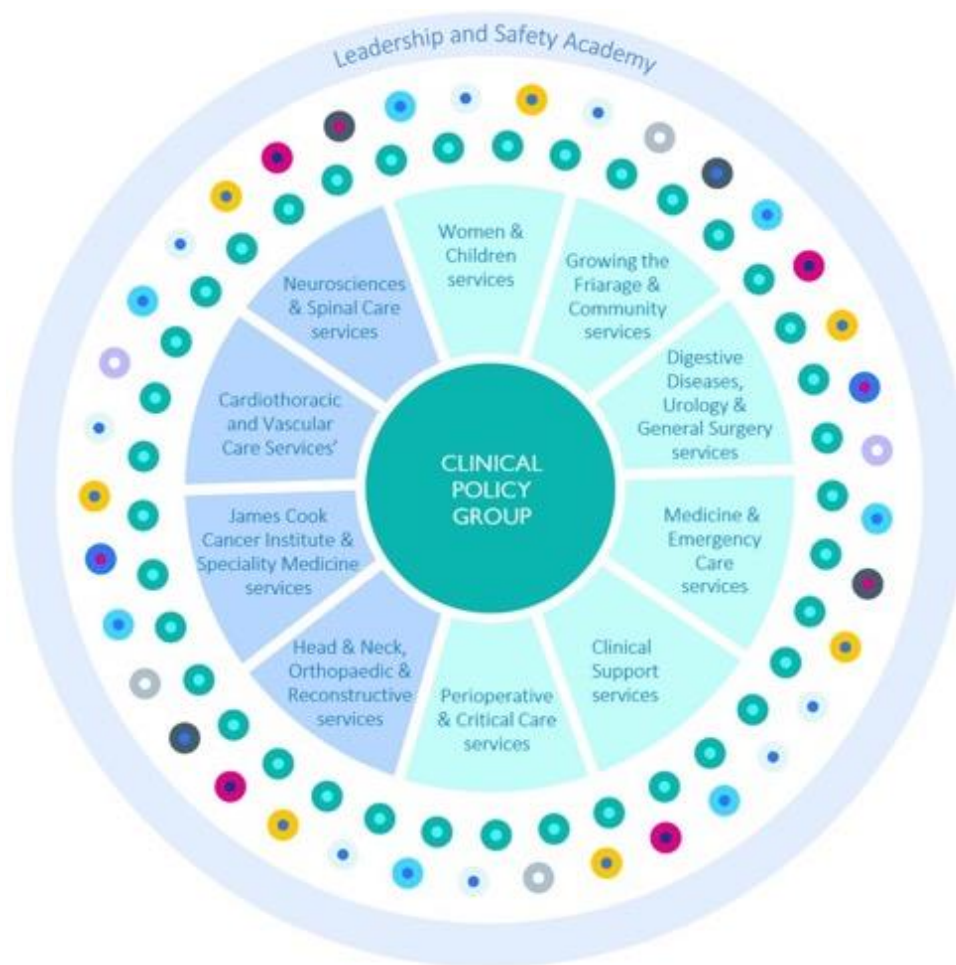 Leadership and Safety Academy
Women &
Children
services
Growing the
Friarage &
Community
services
Digestive
Diseases,
Urology &
General Surgery
services
Medicine &
Emergency
Care
services
Clinical
Support
services
Perioperative
& Critical Care
services
Head & Neck,
Orthopaedic &
Reconstructive
services
James Cook
Cancer Institute &
Speciality Medicine
services
Cardiothoracic
and Vascular
Care Services'
Neurosciences
& Spinal Care
services
CLINICAL
POLICY
GROUP